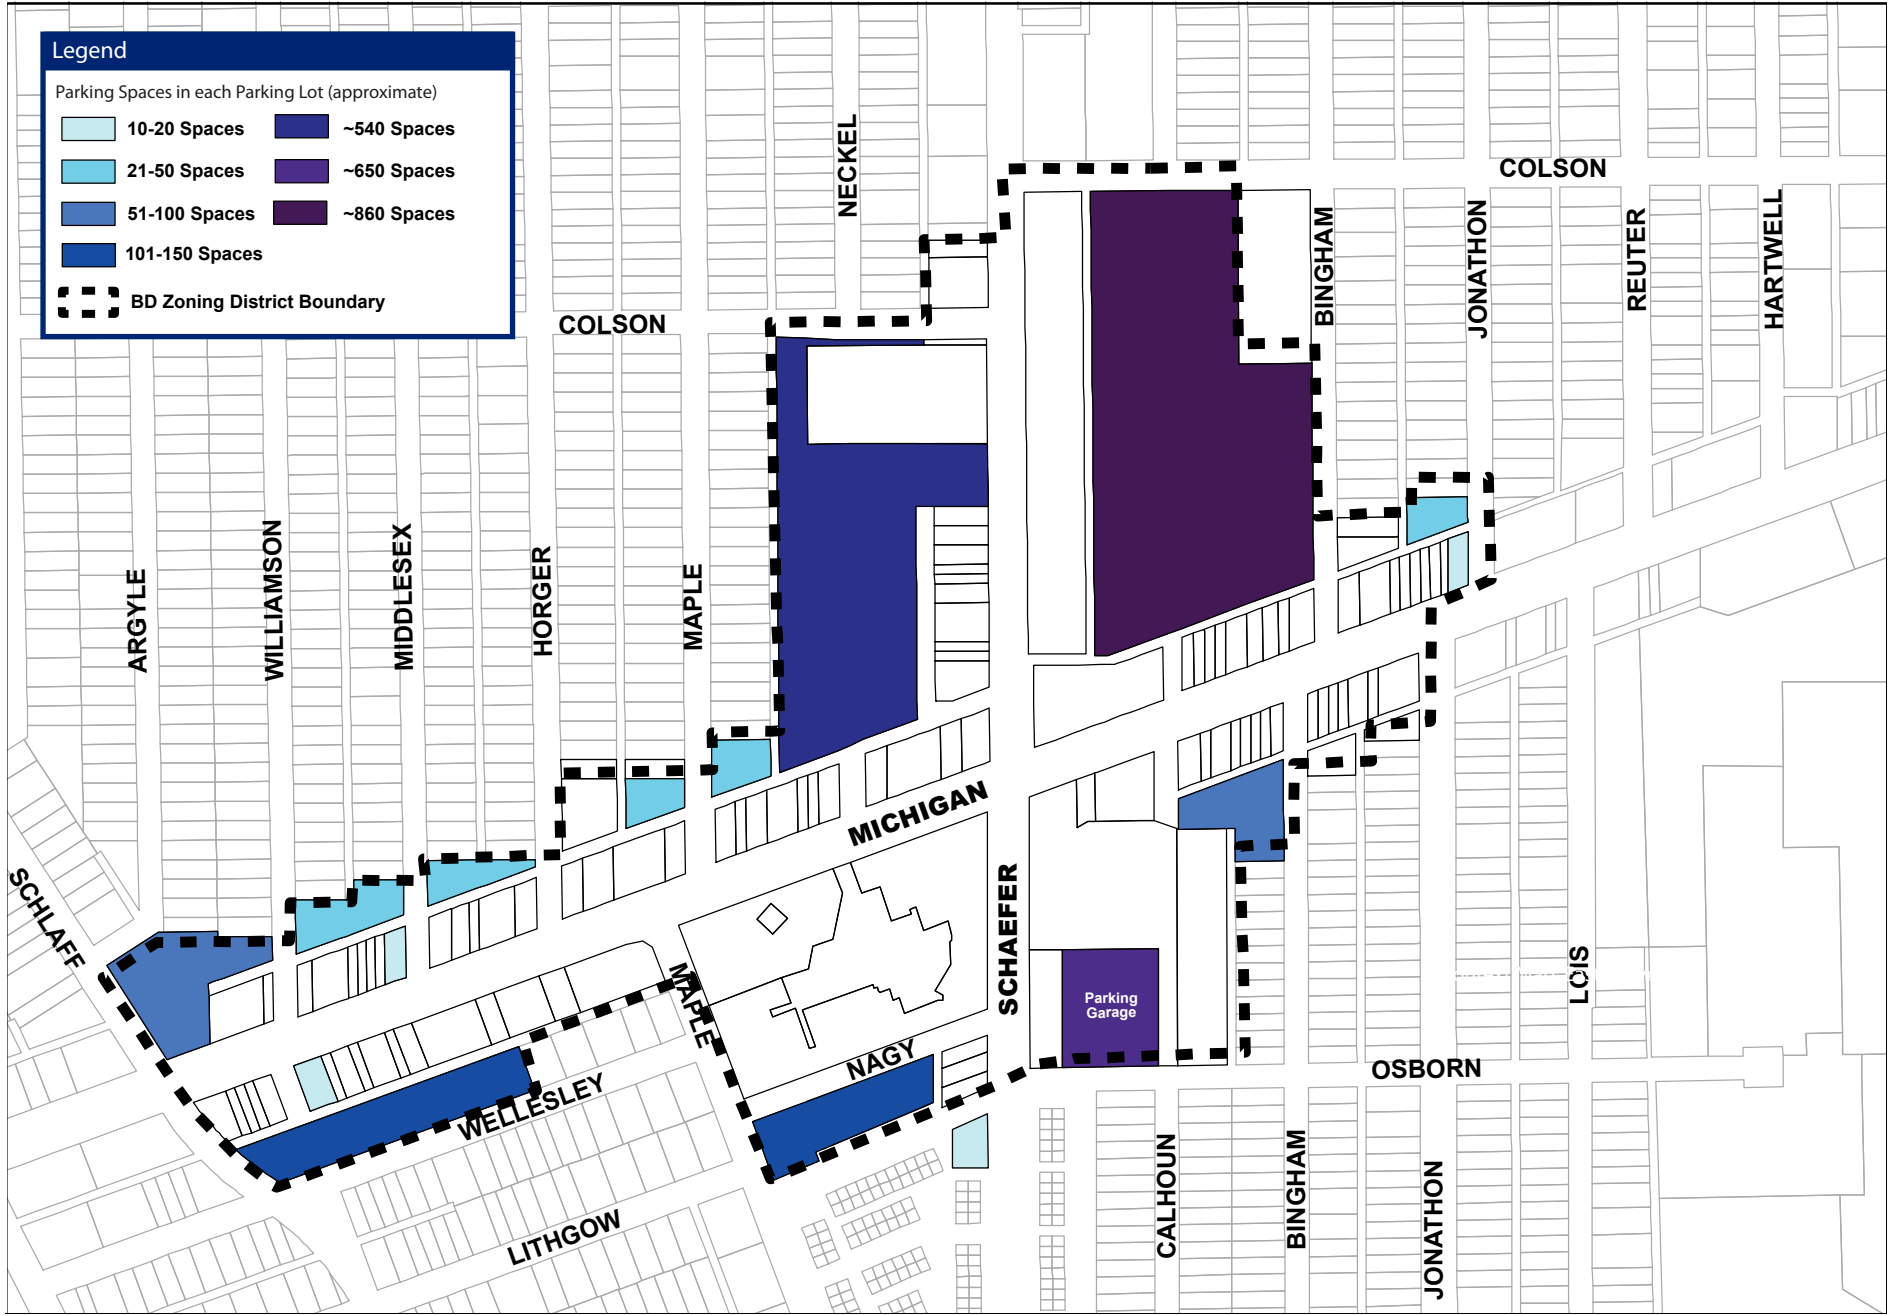 Legend
Parking Spaces in each Parking Lot (approximate)
10-20 Spaces
~540 Spaces
21-50 Spaces
~650 Spaces
51-100 Spaces
~860 Spaces
101-150 Spaces
BD Zoning District Boundary
NECKEL
COLSON
COLSON
BINGHAM
JONATHON
REUTER
HARTWELL
ARGYLE
WILLIAMSON
MIDDLESEX
HORGER
MAPLE
MICHIGAN
SCHLAFF
SCHAEFER
MAPLE
LOIS
Parking
Garage
NAGY
OSBORN
WELLESLEY
LITHGOW
CALHOUN
BINGHAM
JONATHON